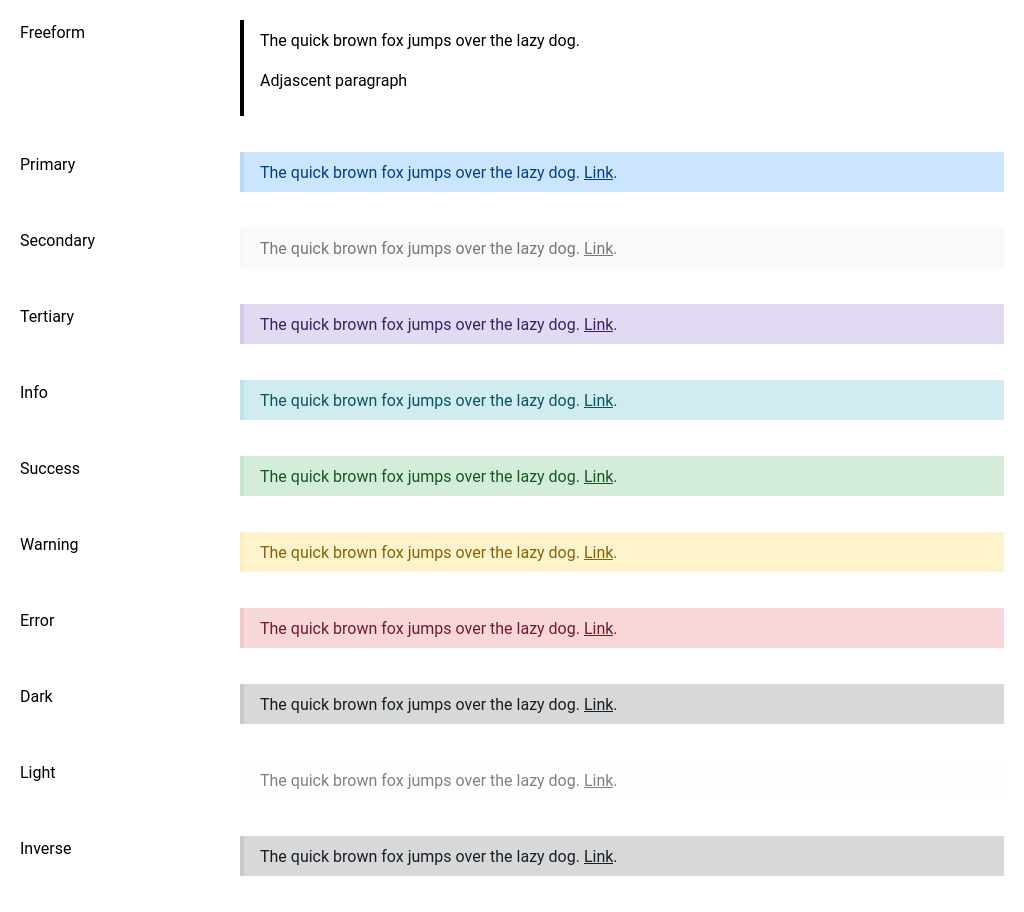 Freeform
The quick brown fox jumps over the lazy dog.
Adjascent paragraph
Primary
The quick brown fox jumps over the lazy dog. Link.
Secondary
The quick brown fox jumps over the lazy dog. Link.
Tertiary
The quick brown fox jumps over the lazy dog. Link.
Info
The quick brown fox jumps over the lazy dog. Link.
Success
The quick brown fox jumps over the lazy dog. Link.
Warning
The quick brown fox jumps over the lazy dog. Link.
Error
The quick brown fox jumps over the lazy dog. Link.
Dark
The quick brown fox jumps over the lazy dog. Link.
Light
The quick brown fox jumps over the lazy dog. Link.
Inverse
The quick brown fox jumps over the lazy dog. Link.